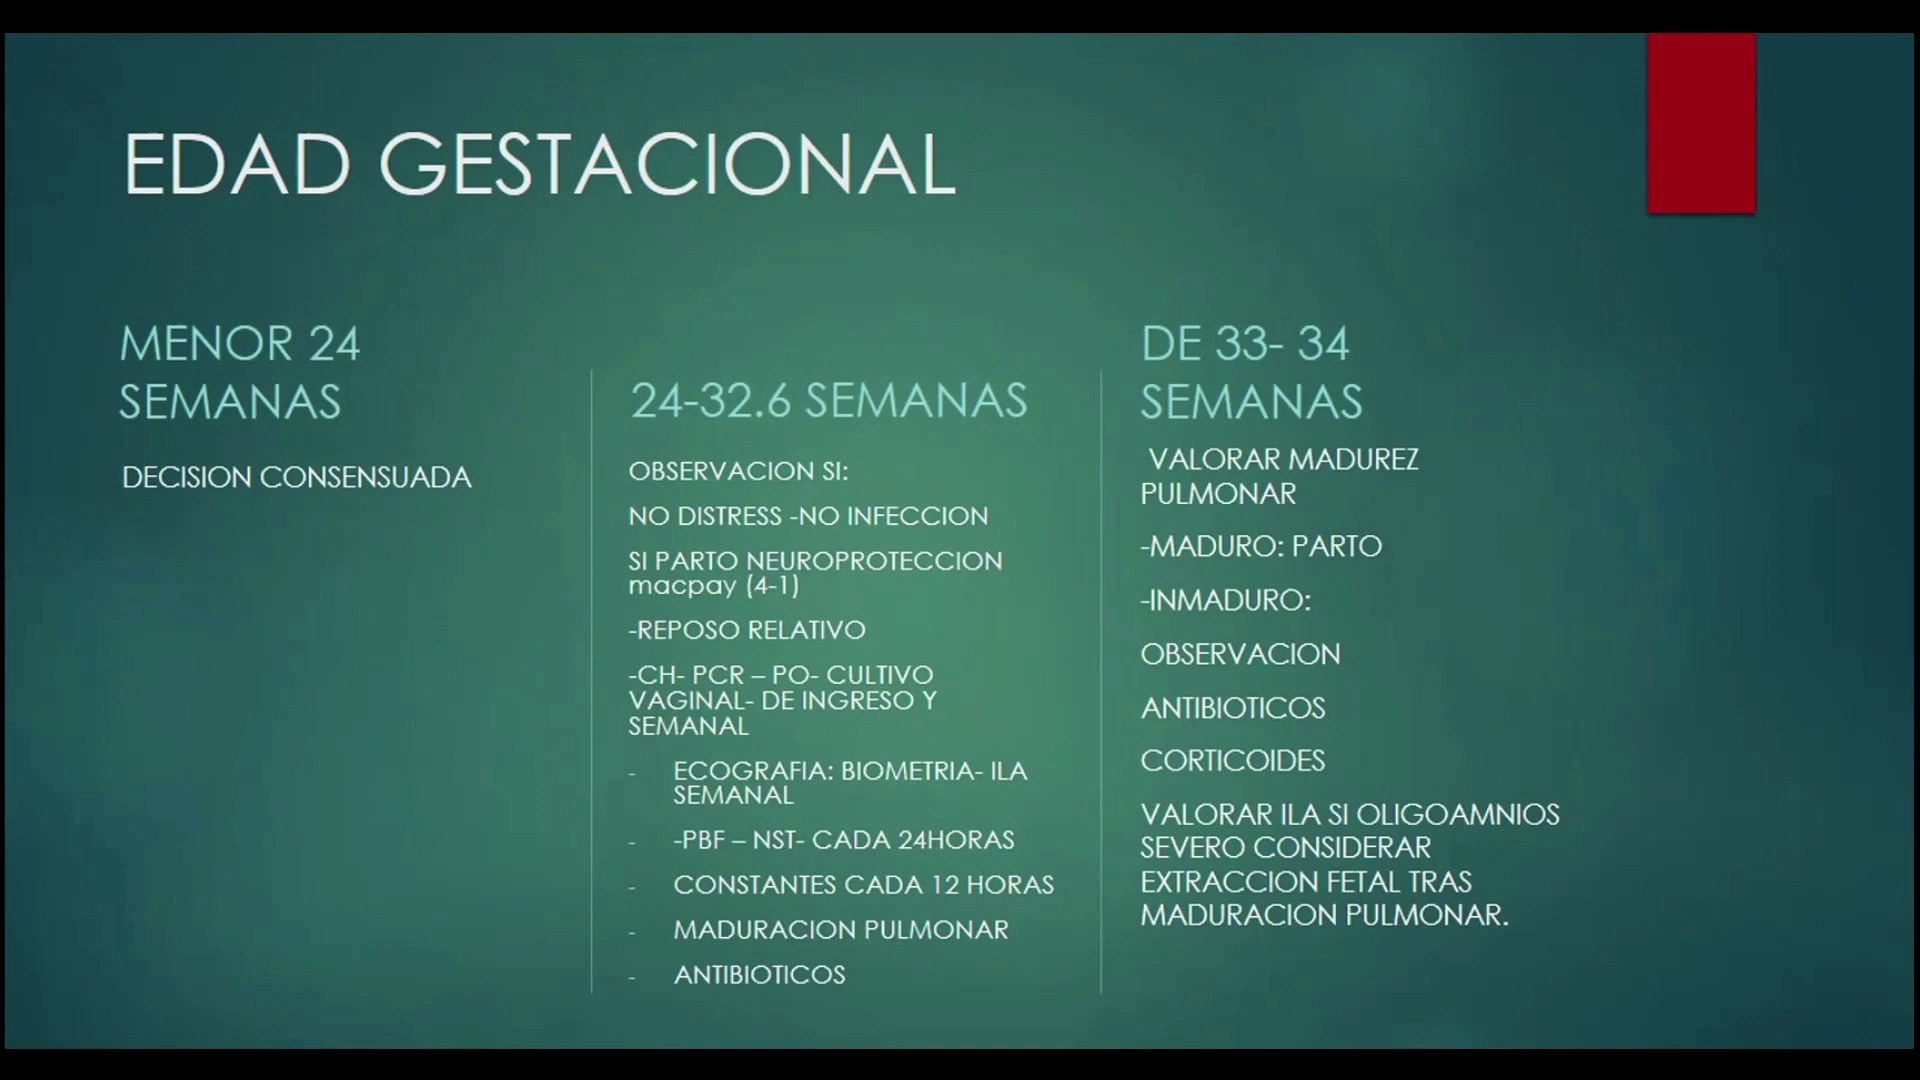 EDAD GESTACIONAL
MENOR 24
SEMANAS
DECISION CONSENSUADA
24-32.6 SEMANAS
OBSERVACION SI:
NO DISTRESS -NO INFECCION
SI PARTO NEUROPROTECCION
macpay (4-1)
-REPOSO RELATIVO
-CH- PCR – PO- CULTIVO
VAGINAL- DE INGRESO Y
SEMANAL
- ECOGRAFIA: BIOMETRIA- ILA
SEMANAL
- -PBF – NST- CADA 24HORAS
- CONSTANTES CADA 12 HORAS
- MADURACION PULMONAR
- ANTIBIOTICOS
DE 33- 34
SEMANAS
VALORAR MADUREZ
PULMONAR
-MADURO: PARTO
-INMADURO:
OBSERVACION
ANTIBIOTICOS
CORTICOIDES
VALORAR ILA SI OLIGOAMNIOS
SEVERO CONSIDERAR
EXTRACCION FETAL TRAS
MADURACION PULMONAR.